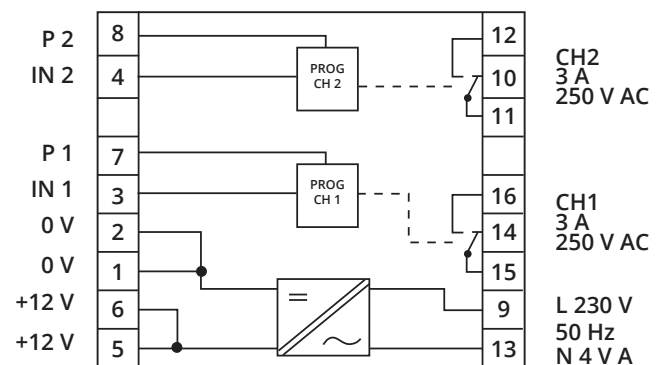 P 2 8
IN 2 4
P 1 7
IN 1 3
0 V 2
0 V 1
+12 V 6
+12 V 5
PROG
CH 2
PROG
CH 1
12
10
11
16
14
15
9
13
CH2
3 A
250 V AC
CH1
3 A
250 V AC
L 230 V
50 Hz
N 4 V A